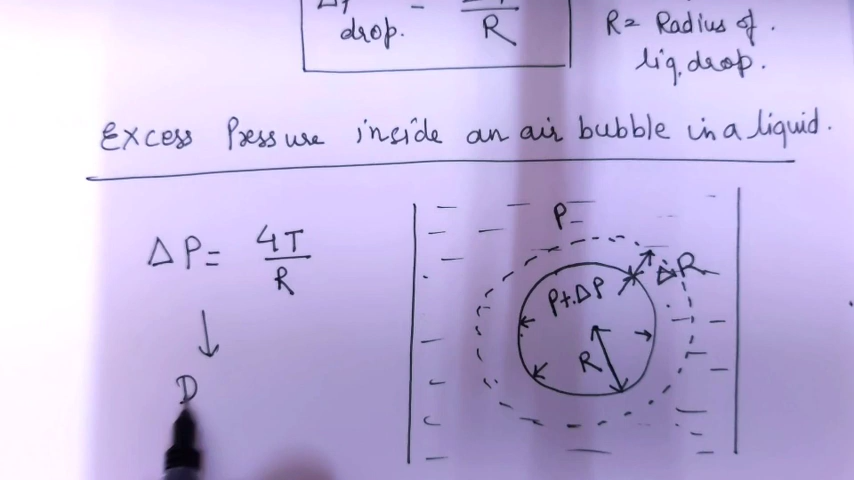 drop. = R
R = Radius of.
liq. drop.
Excess Pressure inside an air bubble in a liquid.
ΔP = 4T
R
↓
D
P
P+ΔP
ΔR
R